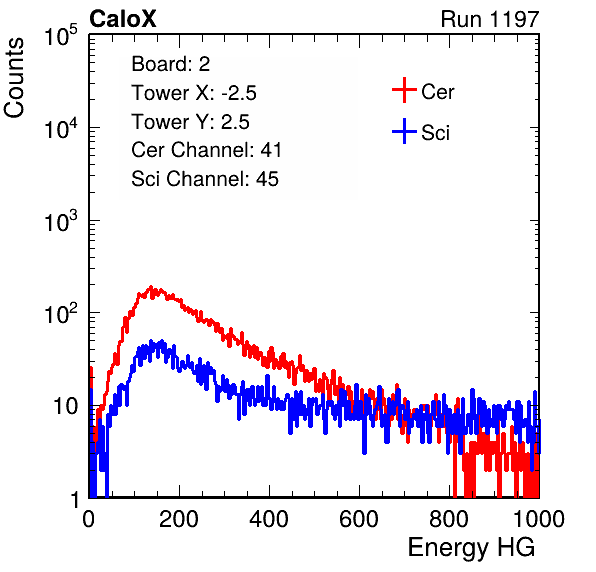 CaloX Run 1197
Counts
10^5
10^4
10^3
10^2
10
1
Board: 2
Tower X: -2.5
Tower Y: 2.5
Cer Channel: 41
Sci Channel: 45
Cer
Sci
0 200 400 600 800 1000
Energy HG